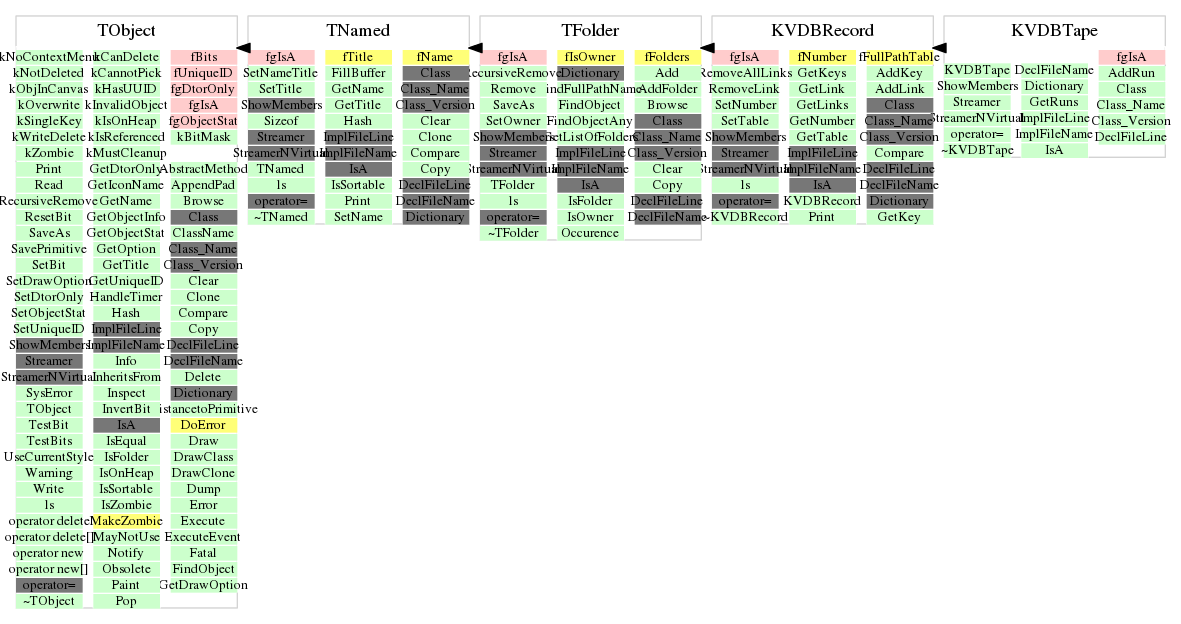 TObject
kNoContextMenu
kNotDeleted
kObjInCanvas
kOverwrite
kSingleKey
kWriteDelete
kZombie
Print
Read
RecursiveRemove
ResetBit
SaveAs
SavePrimitive
SetBit
SetDrawOption
SetDtorOnly
SetObjectStat
SetUniqueID
ShowMembers
Streamer
StreamerNVirtual
SysError
TObject
TestBit
TestBits
UseCurrentStyle
Warning
Write
ls
operator delete
operator delete[]
operator new
operator new[]
operator=
~TObject
kCanDelete
kCannotPick
kHasUUID
kInvalidObject
kIsOnHeap
kIsReferenced
kMustCleanup
GetDtorOnly
GetIconName
GetName
GetObjectInfo
GetObjectStat
GetOption
GetTitle
GetUniqueID
HandleTimer
Hash
ImplFileLine
ImplFileName
Info
InheritsFrom
Inspect
InvertBit
IsA
IsEqual
IsFolder
IsOnHeap
IsSortable
IsZombie
MakeZombie
MayNotUse
Notify
Obsolete
Paint
Pop
fBits
fUniqueID
fgDtorOnly
fgIsA
fgObjectStat
kBitMask
AbstractMethod
AppendPad
Browse
Class
ClassName
Class_Name
Class_Version
Clear
Clone
Compare
Copy
DeclFileLine
DeclFileName
Delete
Dictionary
istancetoPrimitive
DoError
Draw
DrawClass
DrawClone
Dump
Error
Execute
ExecuteEvent
Fatal
FindObject
GetDrawOption
TNamed
fgIsA
SetNameTitle
SetTitle
ShowMembers
Sizeof
Streamer
StreamerNVirtual
TNamed
ls
operator=
~TNamed
fTitle
FillBuffer
GetName
GetTitle
Hash
ImplFileLine
ImplFileName
IsA
IsSortable
Print
SetName
fName
Class
Class_Name
Class_Version
Clear
Clone
Compare
Copy
DeclFileLine
DeclFileName
Dictionary
TFolder
fgIsA
RecursiveRemove
Remove
SaveAs
SetOwner
ShowMembers
Streamer
StreamerNVirtual
TFolder
ls
operator=
~TFolder
fIsOwner
Dictionary
indFullPathName
FindObject
FindObjectAny
GetListOfFolders
ImplFileLine
ImplFileName
IsA
IsFolder
IsOwner
Occurence
fFolders
Add
AddFolder
Browse
Class
Class_Name
Class_Version
Clear
Copy
DeclFileLine
DeclFileName
KVDBRecord
fgIsA
RemoveAllLinks
RemoveLink
SetNumber
SetTable
ShowMembers
Streamer
StreamerNVirtual
ls
operator=
~KVDBRecord
fNumber
GetKeys
GetLink
GetLinks
GetNumber
GetTable
ImplFileLine
ImplFileName
IsA
KVDBRecord
Print
fFullPathTable
AddKey
AddLink
Class
Class_Name
Class_Version
Compare
DeclFileLine
DeclFileName
Dictionary
GetKey
KVDBTape
KVDBTape
ShowMembers
Streamer
StreamerNVirtual
operator=
~KVDBTape
DeclFileName
Dictionary
GetRuns
ImplFileLine
ImplFileName
IsA
fgIsA
AddRun
Class
Class_Name
Class_Version
DeclFileLine